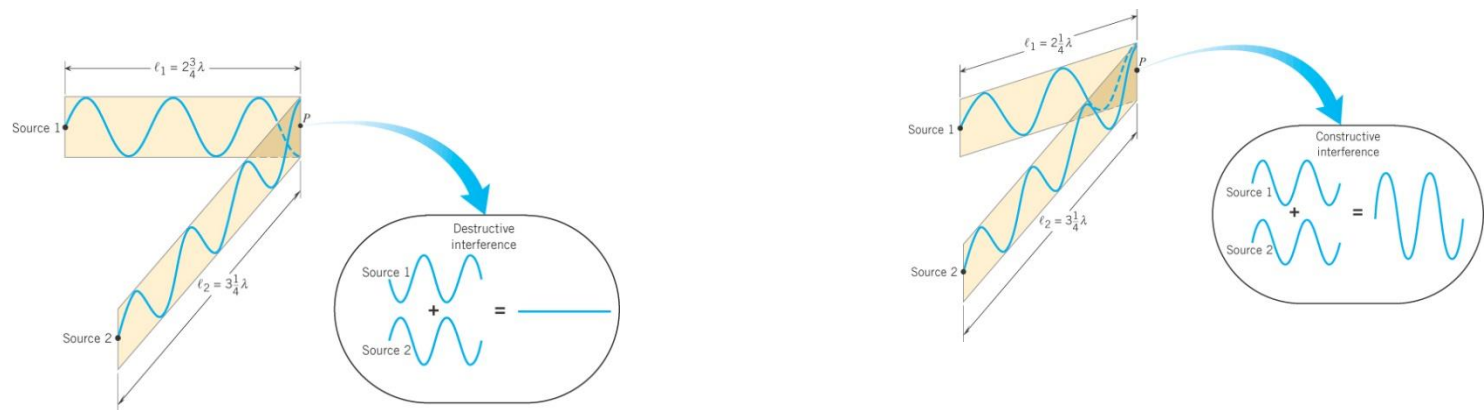 ℓ₁ = 2¾λ
P
Source 1
ℓ₂ = 3¼λ
Source 2
Destructive
interference
Source 1
+
=
Source 2
ℓ₁ = 2¼λ
P
Source 1
ℓ₂ = 3¼λ
Source 2
Constructive
interference
Source 1
+
=
Source 2